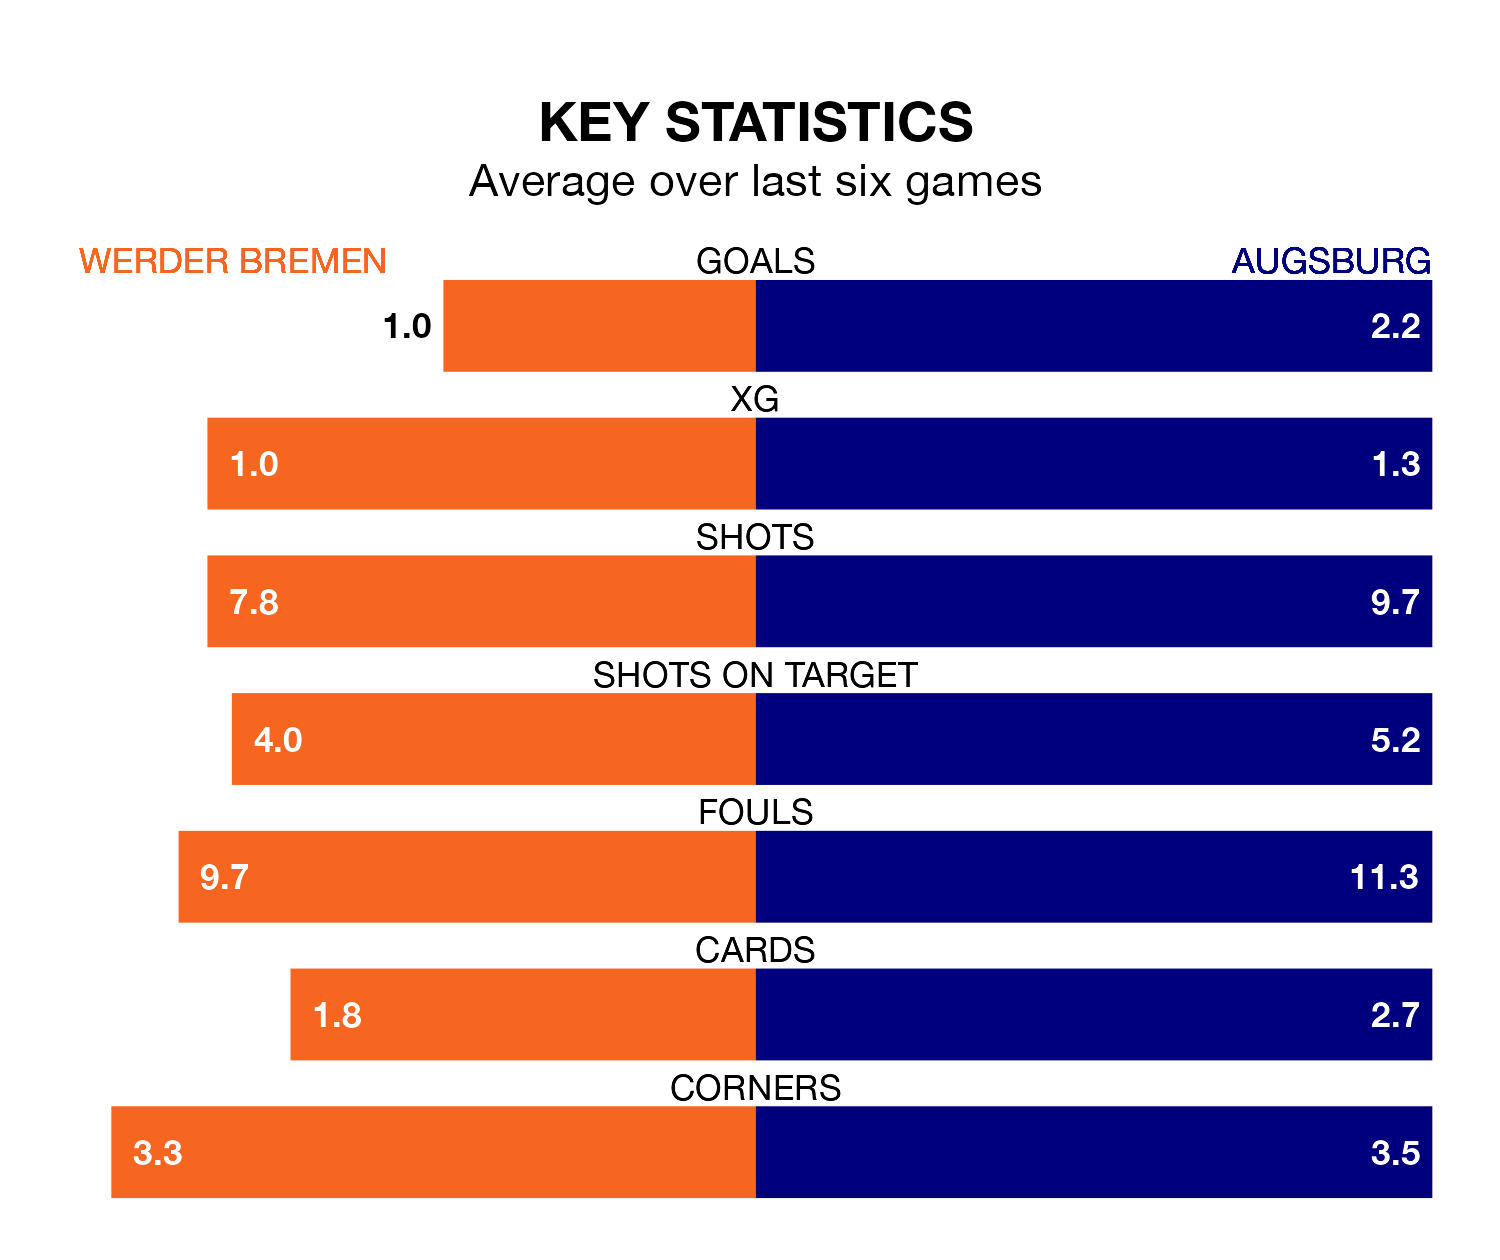 KEY STATISTICS
Average over last six games
WERDER BREMEN GOALS AUGSBURG
1.0 2.2
XG
1.0 1.3
SHOTS
7.8 9.7
SHOTS ON TARGET
4.0 5.2
FOULS
9.7 11.3
CARDS
1.8 2.7
CORNERS
3.3 3.5